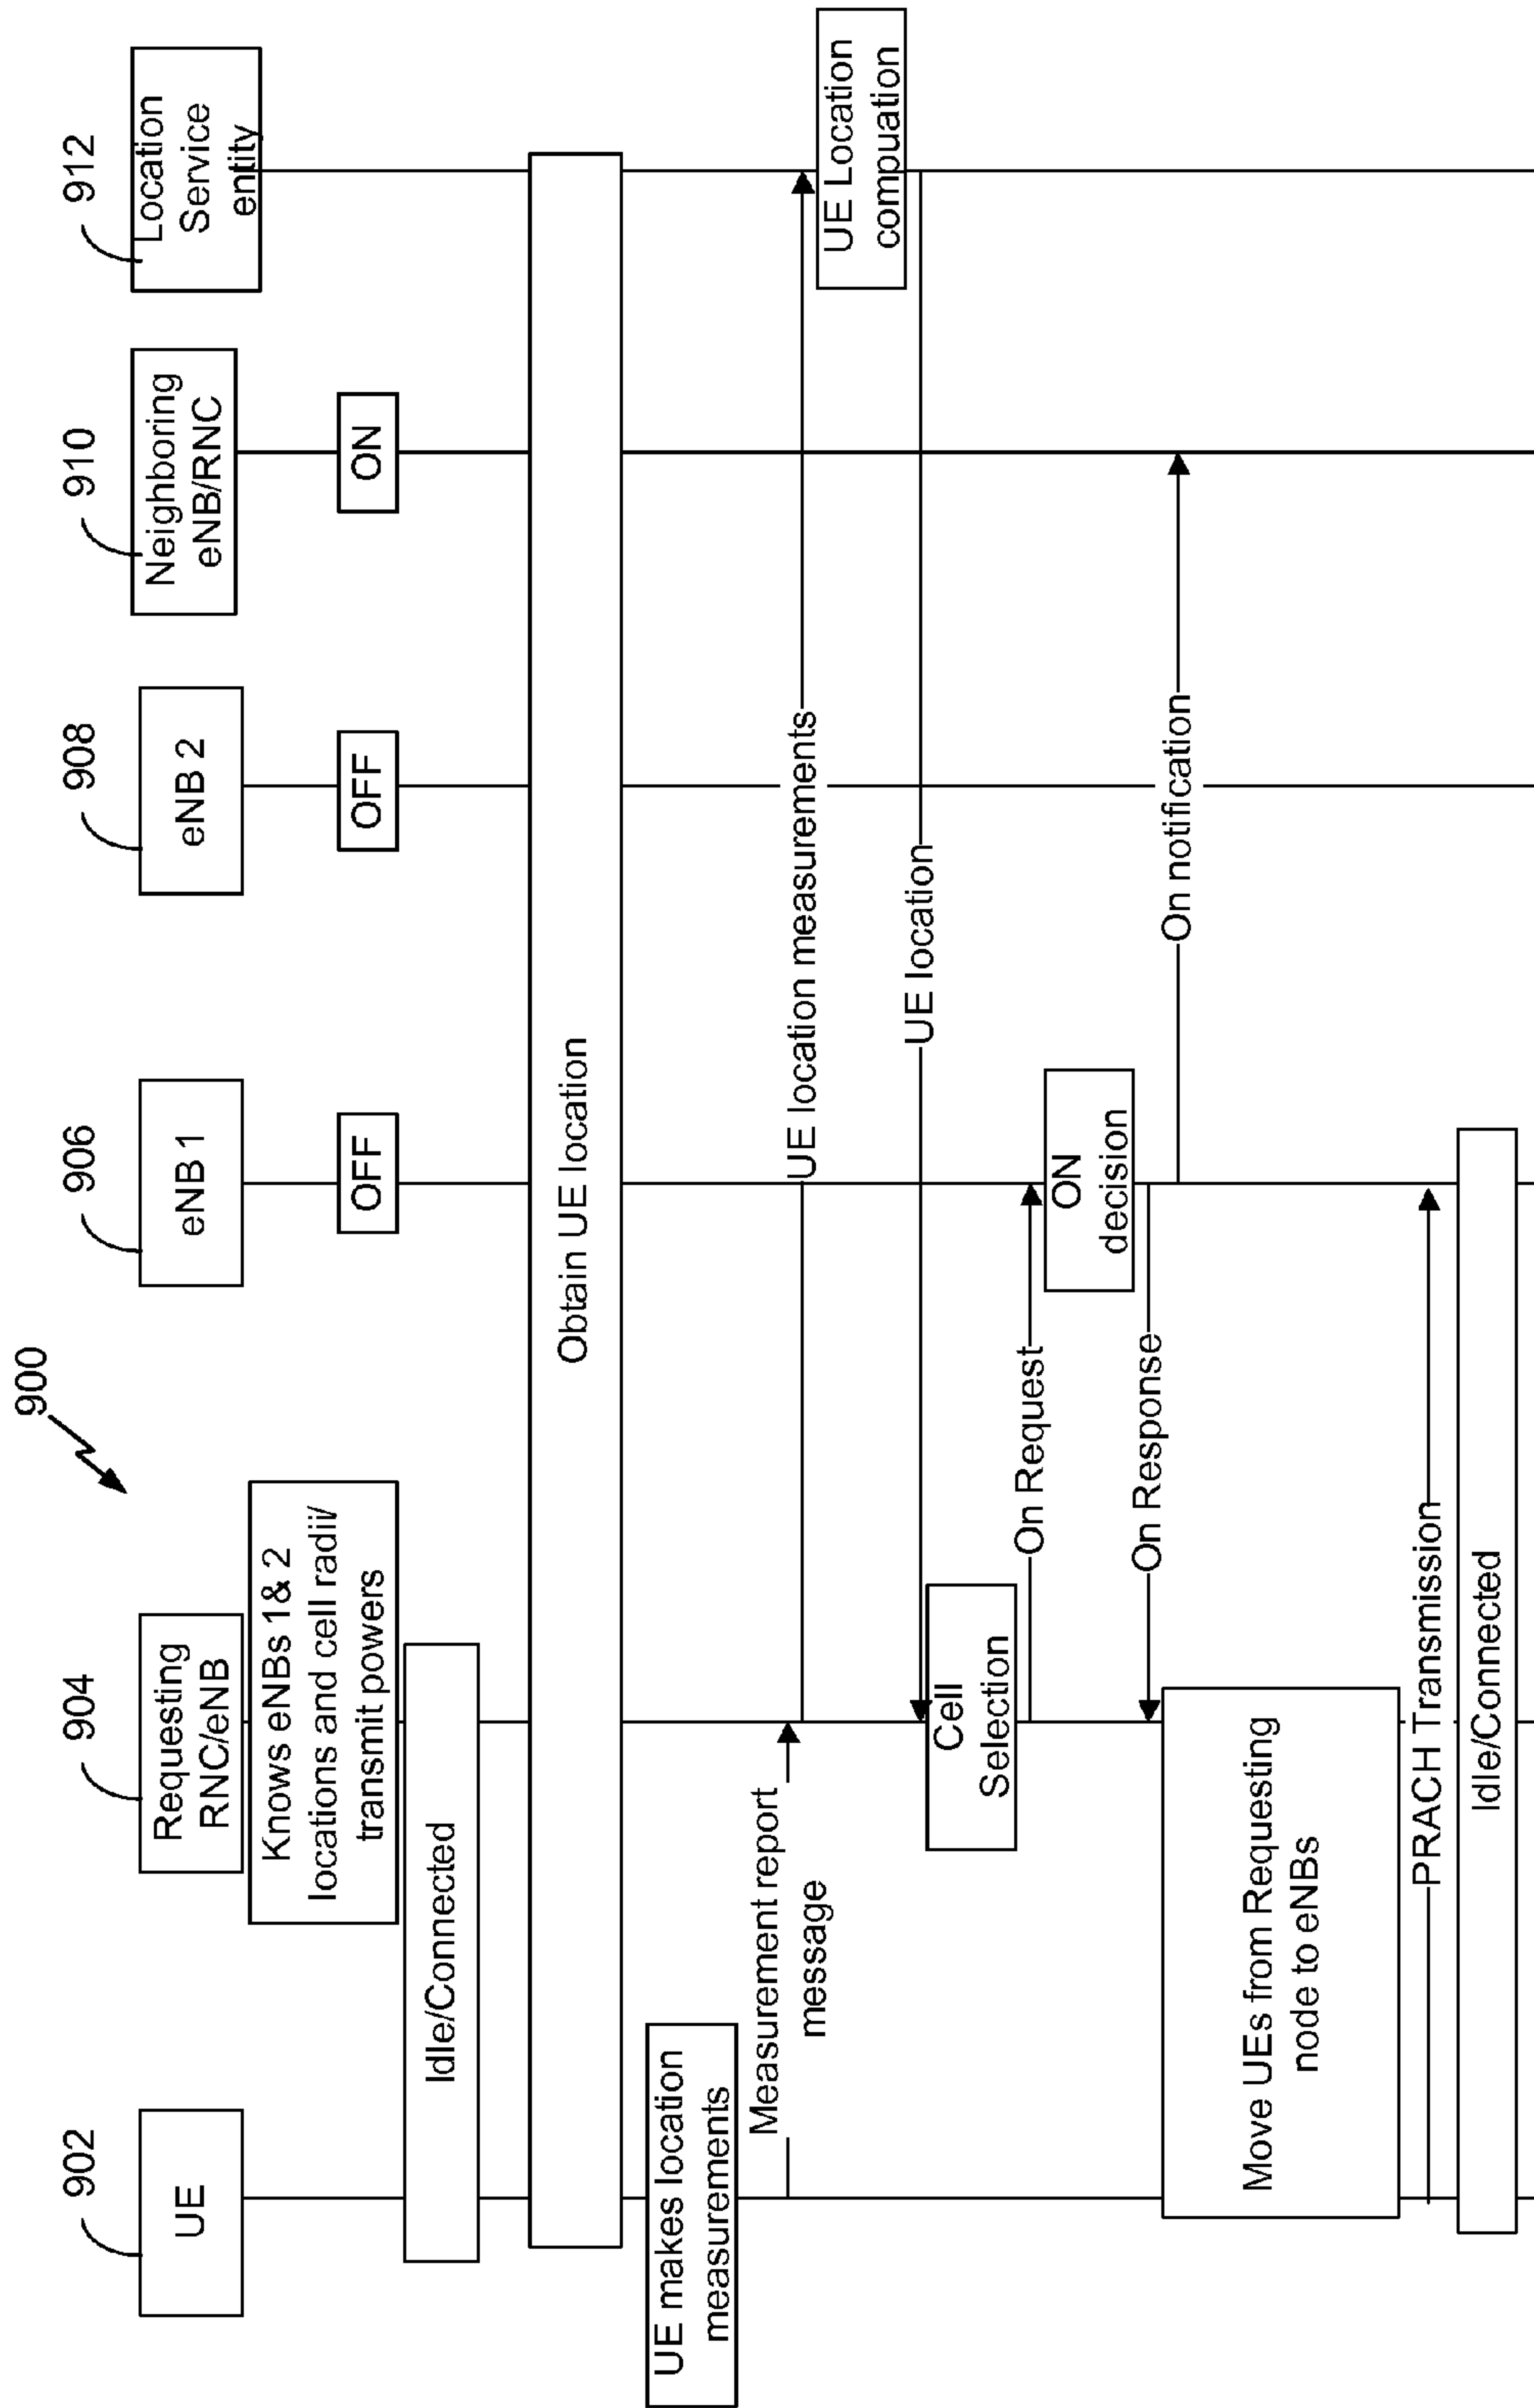 900
902
904
906
908
910
912
UE
Requesting
RNC/eNB
eNB 1
eNB 2
Neighboring
eNB/RNC
Location
Service
entity
Knows eNBs 1& 2
locations and cell radii/
transmit powers
OFF
OFF
ON
Idle/Connected
Obtain UE location
UE makes location
measurements
Measurement report
message
UE location measurements
UE Location
compuation
UE location
Cell
Selection
On Request
ON
decision
On Response
On notification
Move UEs from Requesting
node to eNBs
PRACH Transmission
Idle/Connected